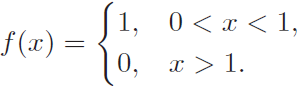 f(x) = { 1, 0 < x < 1,
0, x > 1.